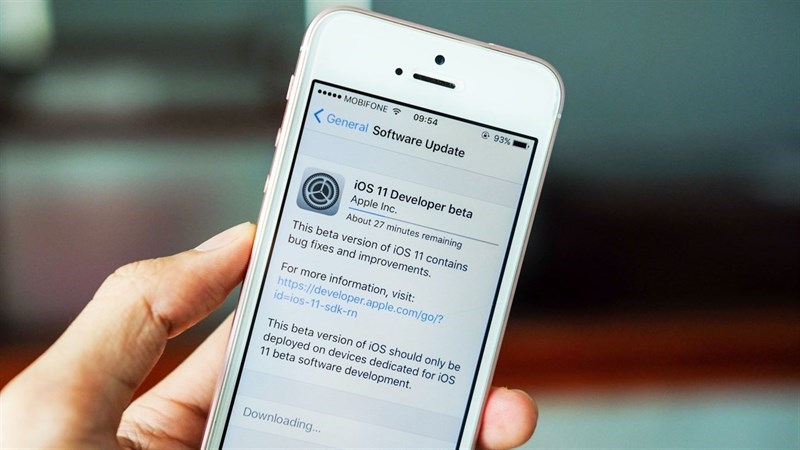 MOBIFONE 09:54 93%
General Software Update
iOS 11 Developer beta
Apple Inc.
About 27 minutes remaining
This beta version of iOS 11 contains
bug fixes and improvements.
For more information, visit:
https://developer.apple.com/go/?
id=ios-11-sdk-rn
This beta version of iOS should only be
deployed on devices dedicated for iOS
11 beta software development.
Downloading...